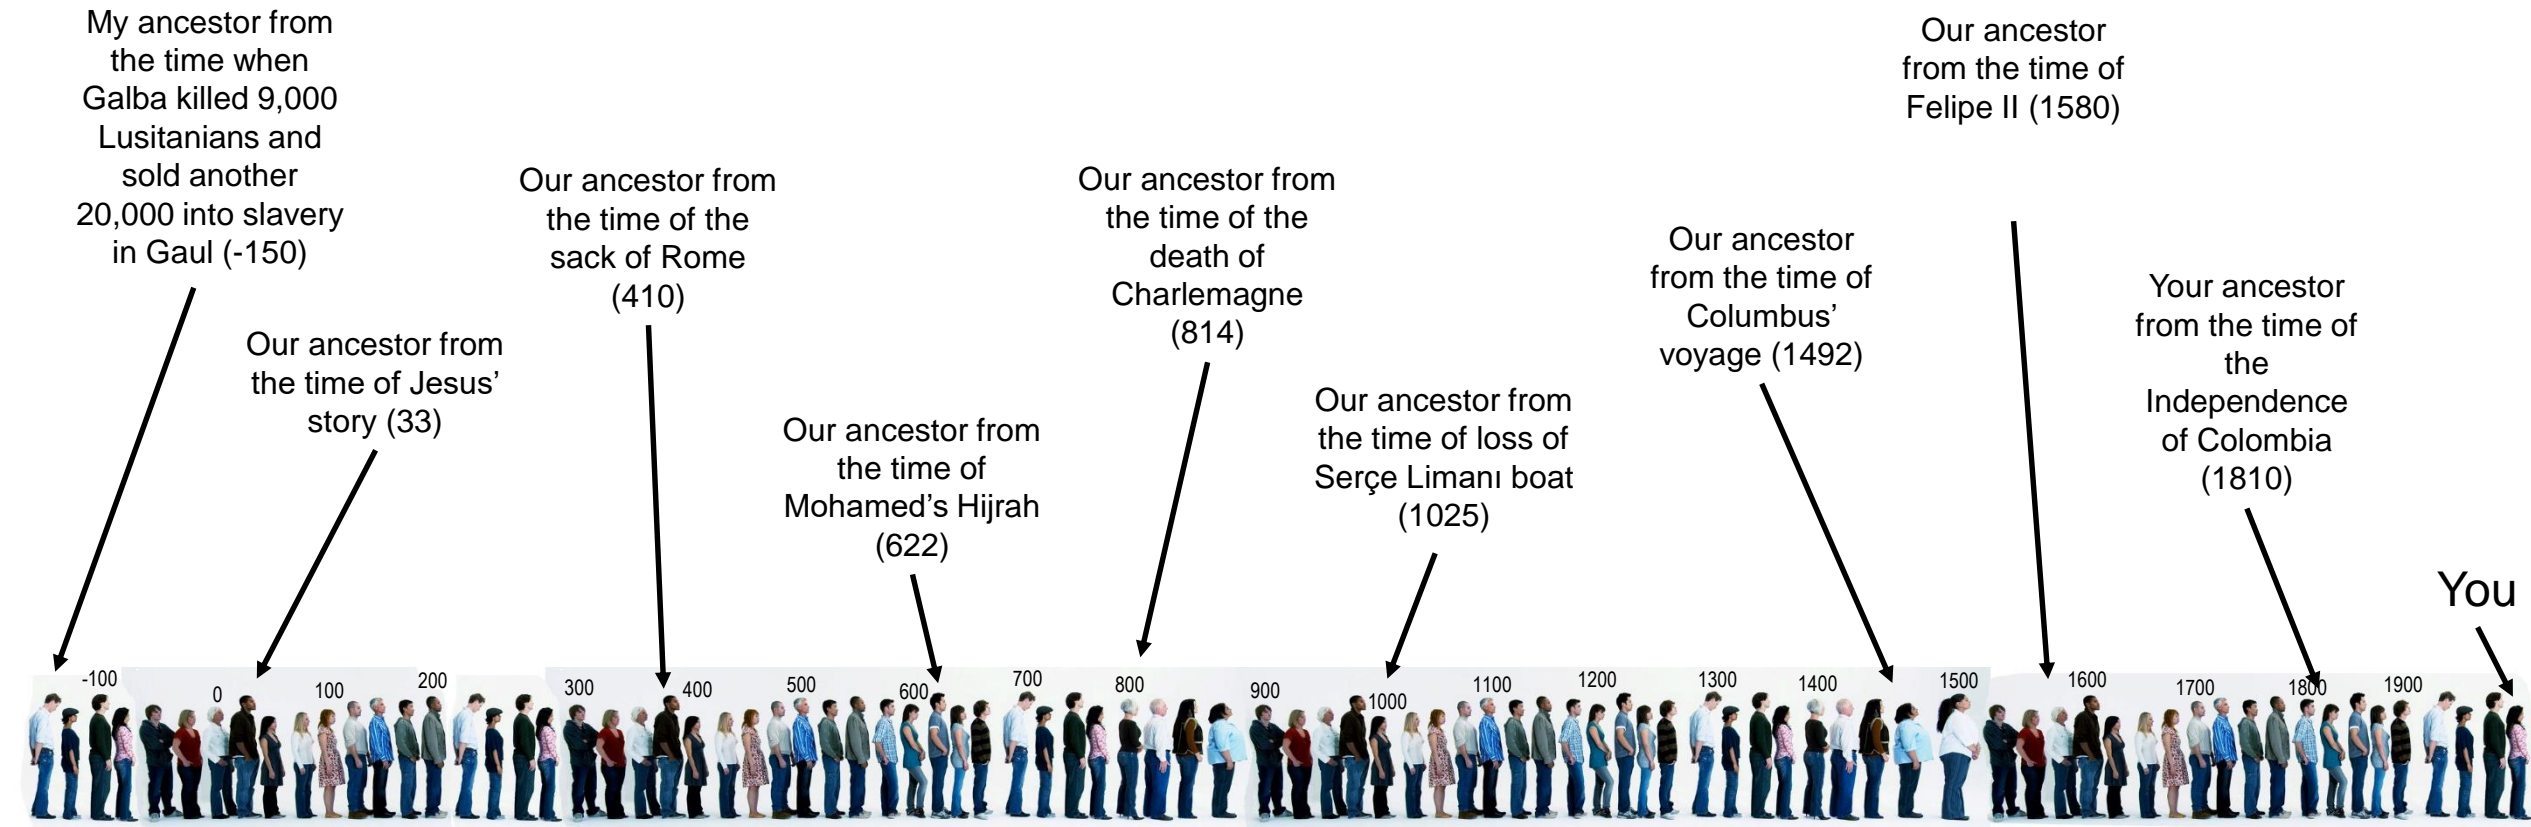 My ancestor from
the time when
Galba killed 9,000
Lusitanians and
sold another
20,000 into slavery
in Gaul (-150)
Our ancestor from
the time of Jesus’
story (33)
Our ancestor from
the time of the
sack of Rome
(410)
Our ancestor from
the time of
Mohamed’s Hijrah
(622)
Our ancestor from
the time of the
death of
Charlemagne
(814)
Our ancestor from
the time of loss of
Serçe Limanı boat
(1025)
Our ancestor
from the time of
Columbus’
voyage (1492)
Our ancestor
from the time of
Felipe II (1580)
Your ancestor
from the time of
the
Independence
of Colombia
(1810)
You
-100
0
100
200
300
400
500
600
700
800
900
1000
1100
1200
1300
1400
1500
1600
1700
1800
1900